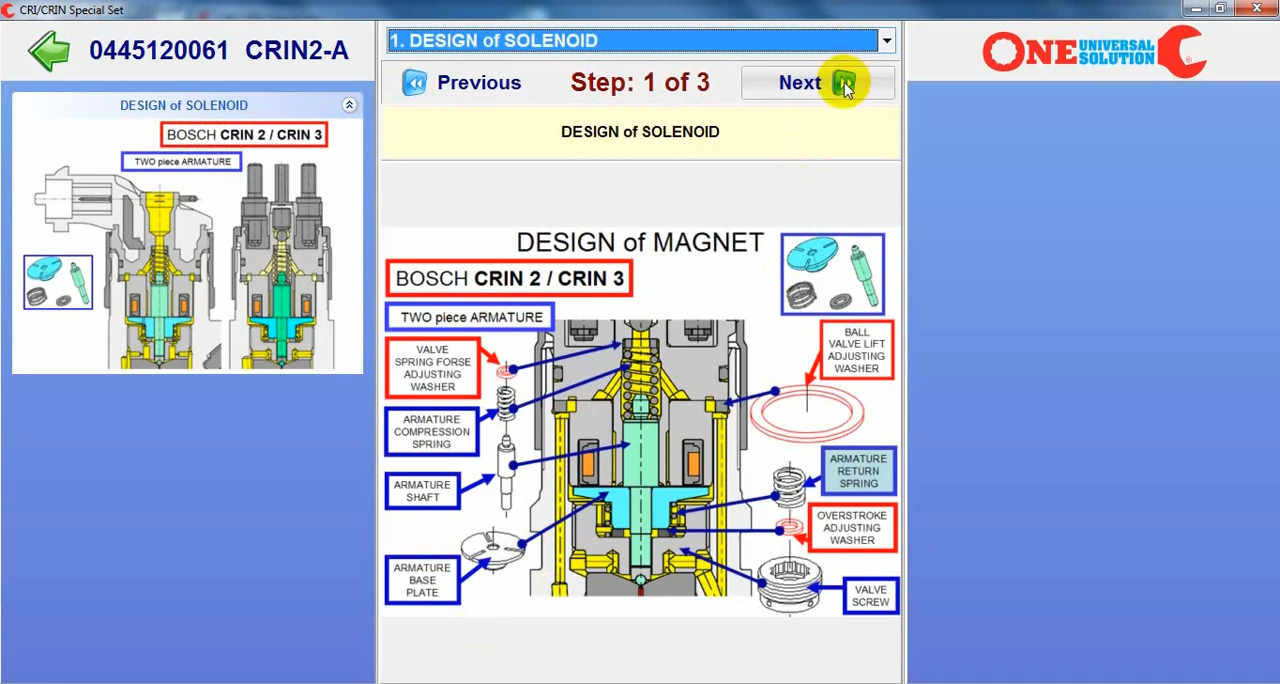 CRI/CRIN Special Set
0445120061 CRIN2-A
1. DESIGN of SOLENOID
ONE UNIVERSAL
SOLUTION
Previous
Step: 1 of 3
Next
DESIGN of SOLENOID
DESIGN of SOLENOID
BOSCH CRIN 2 / CRIN 3
TWO piece ARMATURE
DESIGN of MAGNET
BOSCH CRIN 2 / CRIN 3
TWO piece ARMATURE
VALVE
SPRING FORSE
ADJUSTING
WASHER
ARMATURE
COMPRESSION
SPRING
ARMATURE
SHAFT
ARMATURE
BASE
PLATE
BALL
VALVE LIFT
ADJUSTING
WASHER
ARMATURE
RETURN
SPRING
OVERSTROKE
ADJUSTING
WASHER
VALVE
SCREW